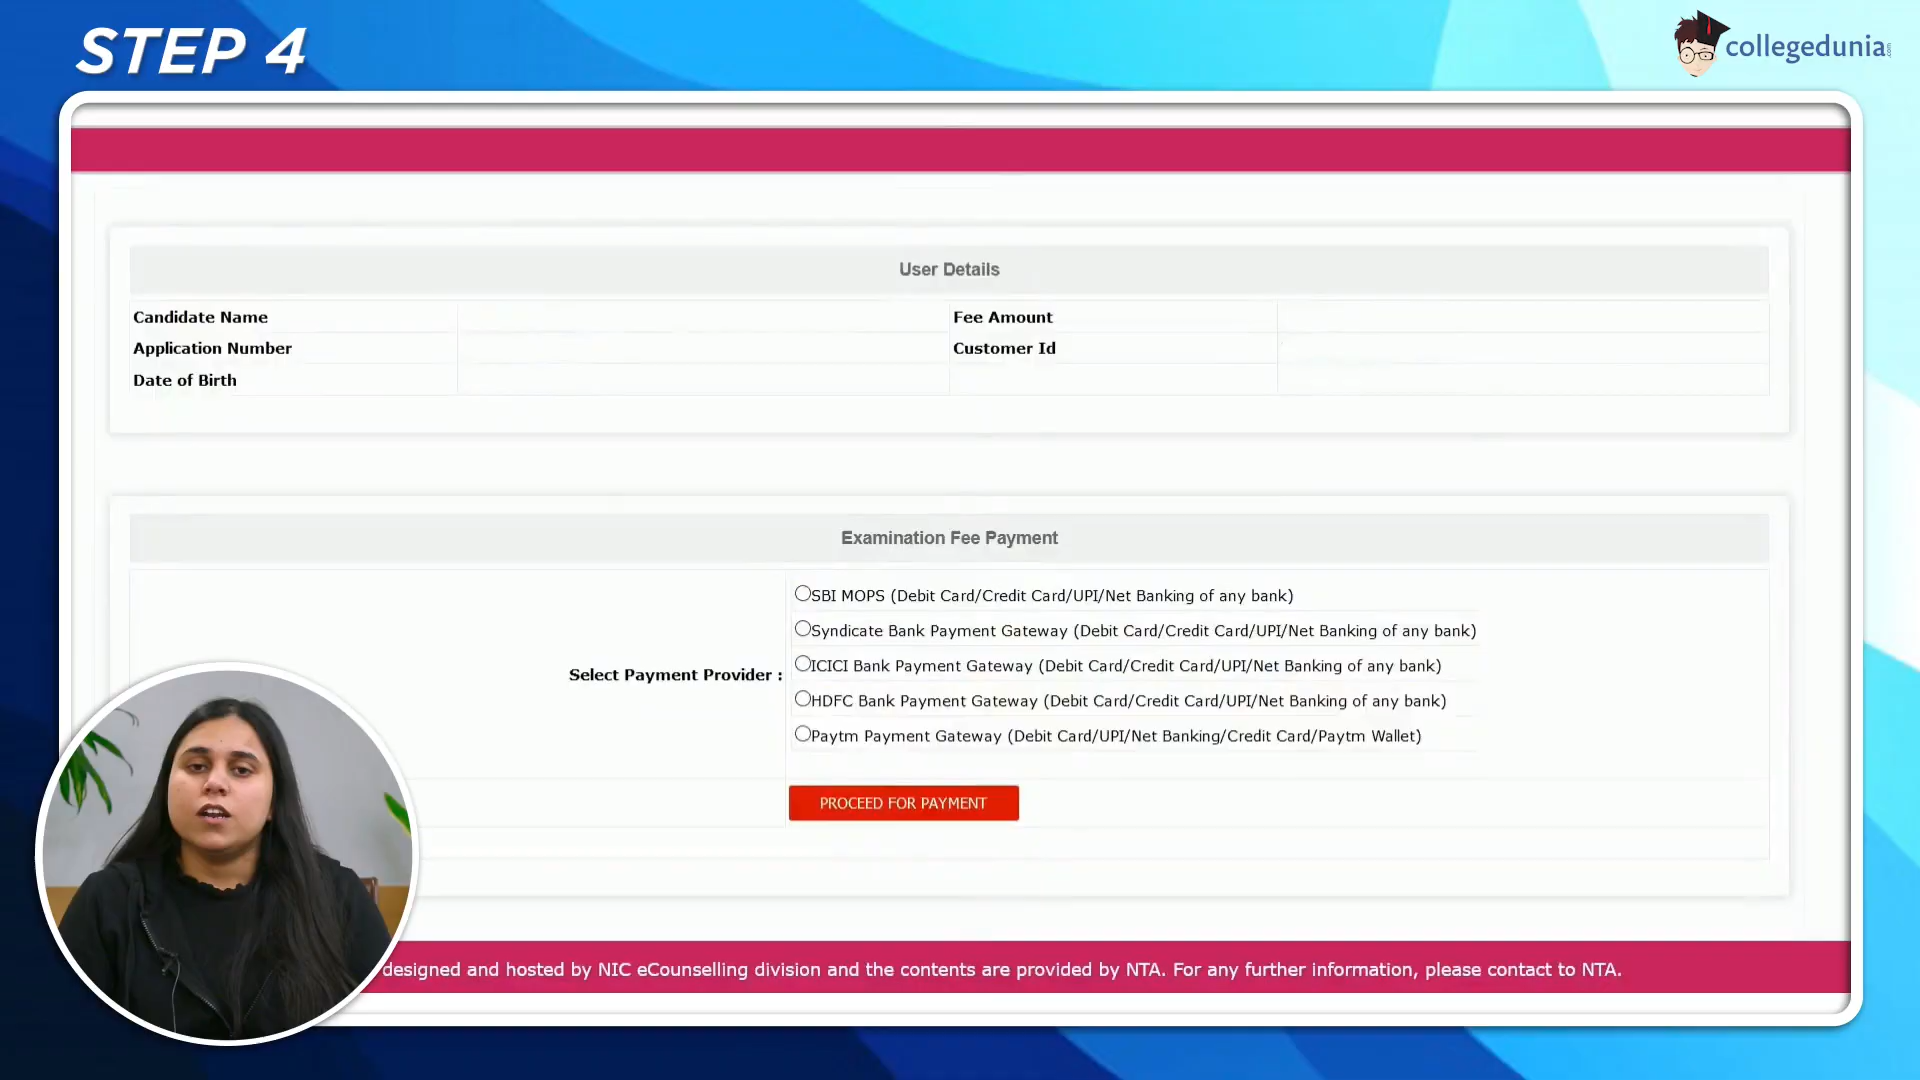 STEP 4
collegedunia
User Details
Candidate Name
Fee Amount
Application Number
Customer Id
Date of Birth
Examination Fee Payment
Select Payment Provider :
SBI MOPS (Debit Card/Credit Card/UPI/Net Banking of any bank)
Syndicate Bank Payment Gateway (Debit Card/Credit Card/UPI/Net Banking of any bank)
ICICI Bank Payment Gateway (Debit Card/Credit Card/UPI/Net Banking of any bank)
HDFC Bank Payment Gateway (Debit Card/Credit Card/UPI/Net Banking of any bank)
Paytm Payment Gateway (Debit Card/UPI/Net Banking/Credit Card/Paytm Wallet)
PROCEED FOR PAYMENT
designed and hosted by NIC eCounselling division and the contents are provided by NTA. For any further information, please contact to NTA.